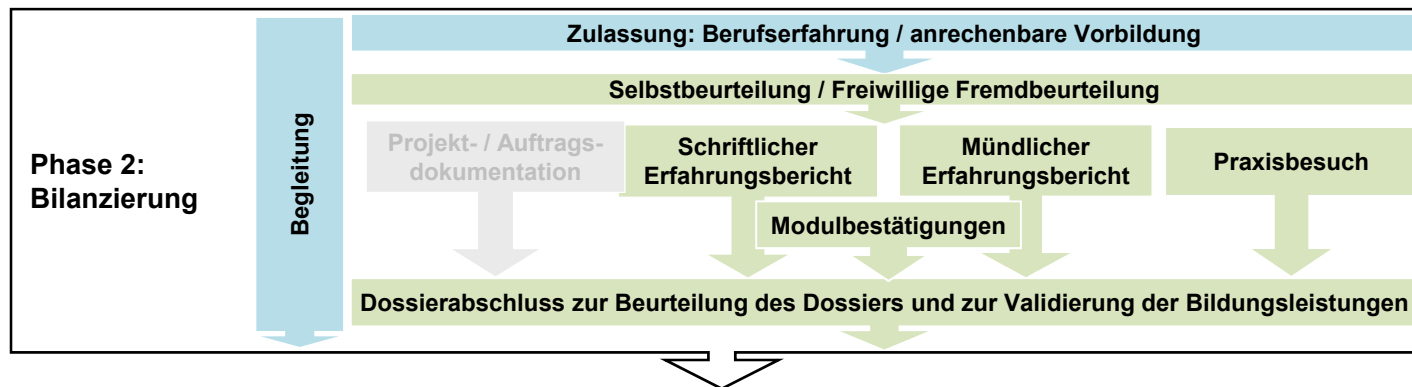 Zulassung: Berufserfahrung / anrechenbare Vorbildung
Selbstbeurteilung / Freiwillige Fremdbeurteilung
Phase 2:
Bilanzierung
Begleitung
Projekt- / Auftrags-
dokumentation
Schriftlicher
Erfahrungsbericht
Mündlicher
Erfahrungsbericht
Praxisbesuch
Modulbestätigungen
Dossierabschluss zur Beurteilung des Dossiers und zur Validierung der Bildungsleistungen